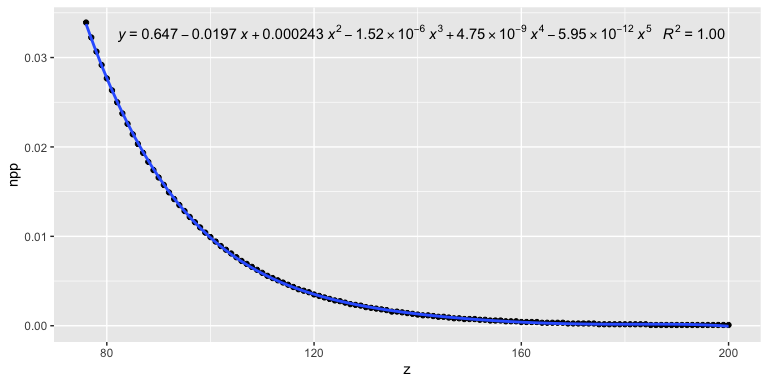 y = 0.647 − 0.0197 x + 0.000243 x² − 1.52 × 10⁻⁶ x³ + 4.75 × 10⁻⁹ x⁴ − 5.95 × 10⁻¹² x⁵   R² = 1.00
0.03
0.02
npp
0.01
0.00
80 120 160 200
z